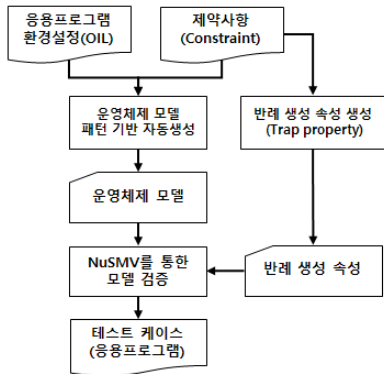 응용프로그램
환경설정(OIL)
제약사항
(Constraint)
운영체제 모델
패턴 기반 자동생성
반례 생성 속성 생성
(Trap property)
운영체제 모델
NuSMV를 통한
모델 검증
반례 생성 속성
테스트 케이스
(응용프로그램)